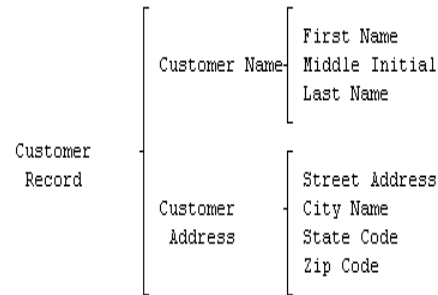 First Name
Customer Name Middle Initial
Last Name
Customer
Record
Street Address
Customer City Name
Address State Code
Zip Code